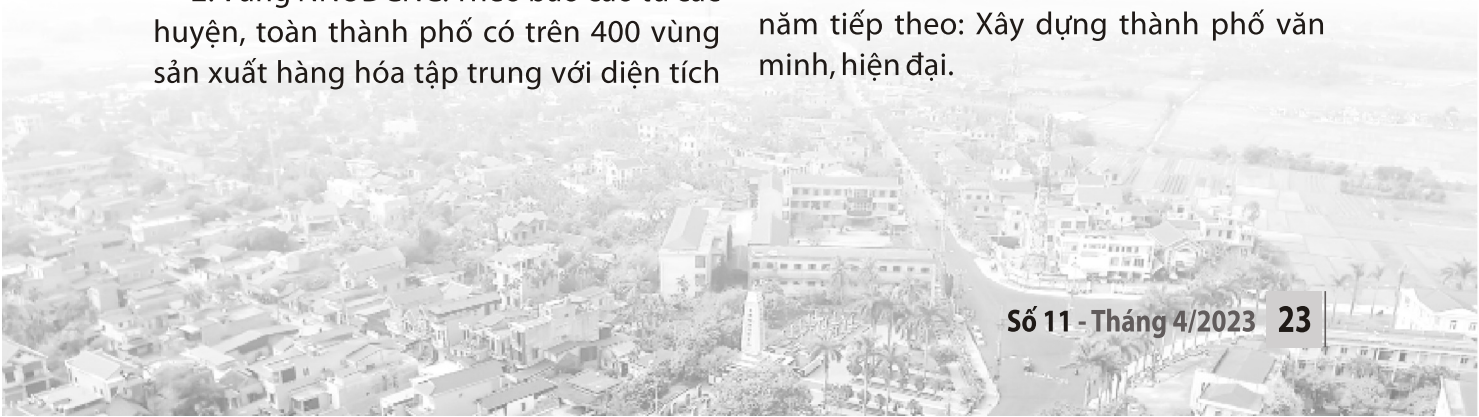 huyện, toàn thành phố có trên 400 vùng
sản xuất hàng hóa tập trung với diện tích
năm tiếp theo: Xây dựng thành phố văn
minh, hiện đại.
Số 11 - Tháng 4/2023 23